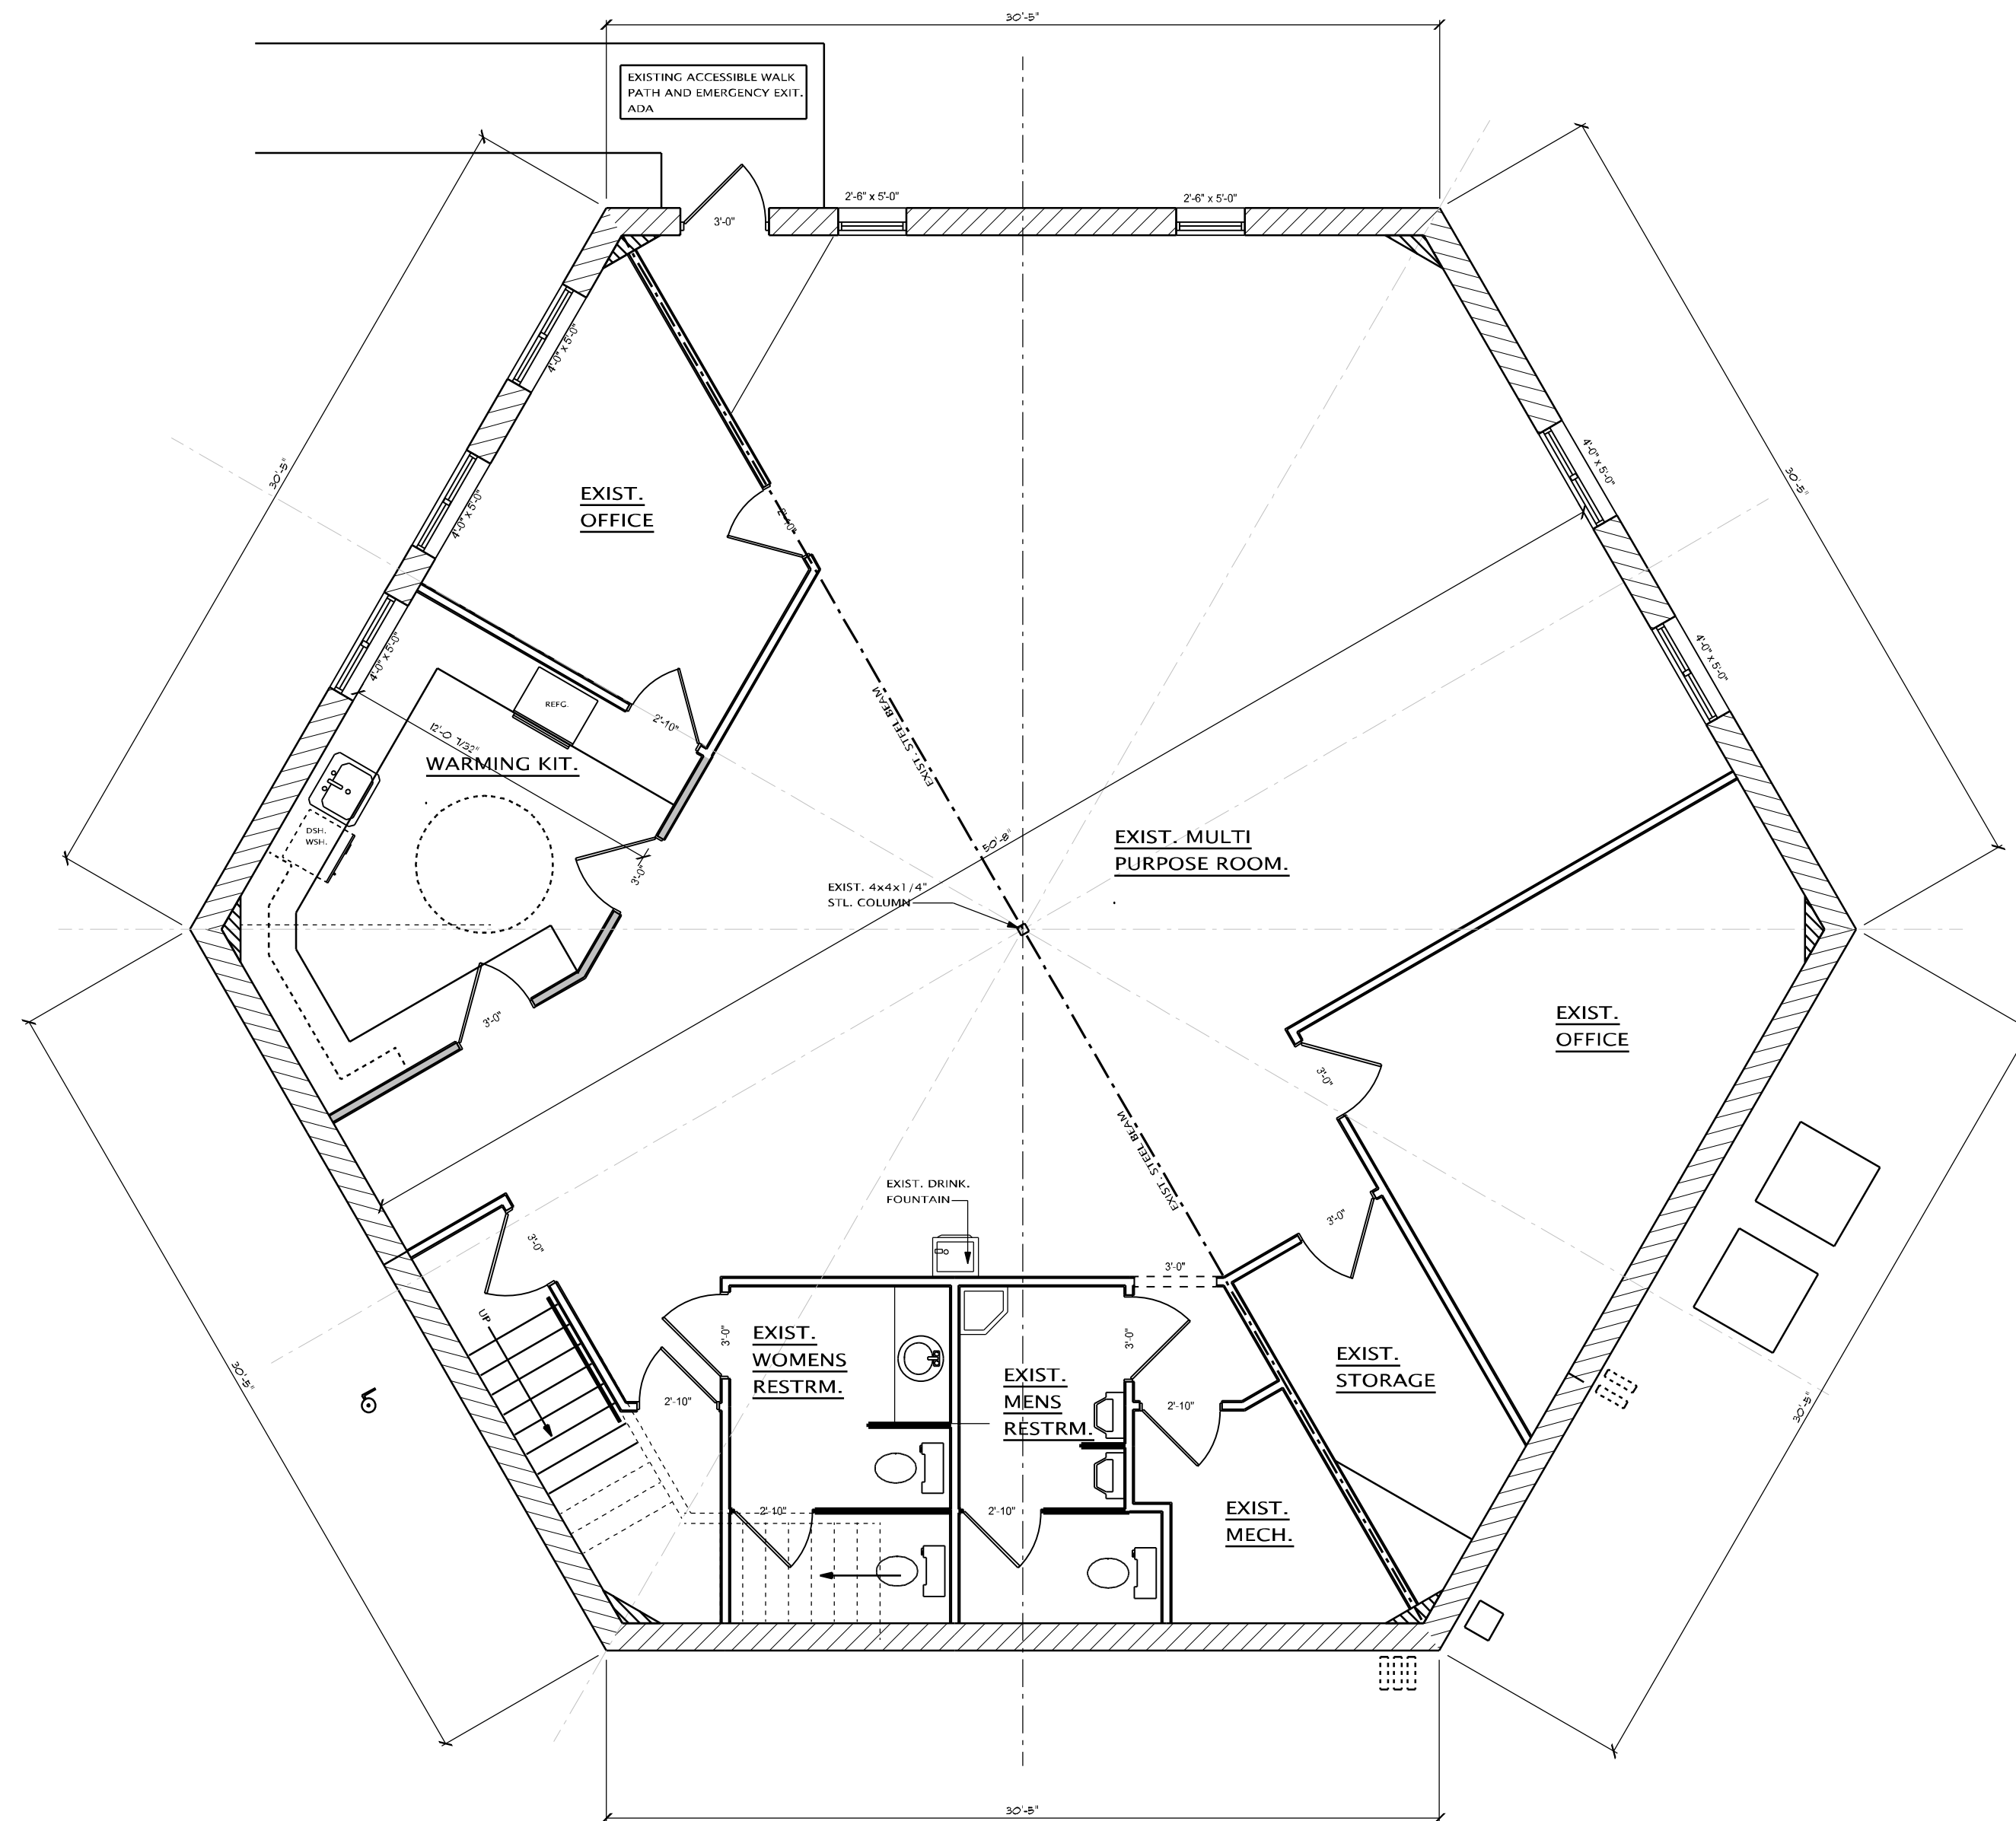 30'-5"
EXISTING ACCESSIBLE WALK
PATH AND EMERGENCY EXIT.
ADA
2'-6" x 5'-0"
2'-6" x 5'-0"
3'-0"
4'-0" x 5'-0"
30'-5"
4'-0" x 5'-0"
30'-5"
EXIST.
OFFICE
4'-0" x 5'-0"
2'-10"
4'-0" x 5'-0"
4'-0" x 5'-0"
REFG.
2'-10"
12'-0 7/32"
WARMING KIT.
EXIST. STEEL BEAM
DSH.
WSH.
50'-8"
EXIST. MULTI
PURPOSE ROOM.
3'-0"
EXIST. 4x4x1/4"
STL. COLUMN
3'-0"
EXIST.
OFFICE
3'-0"
EXIST. STEEL BEAM
EXIST. DRINK.
FOUNTAIN
3'-0"
3'-0"
3'-0"
UP
3'-0"
EXIST.
WOMENS
RESTRM.
3'-0"
EXIST.
MENS
RESTRM.
EXIST.
STORAGE
30'-5"
2'-10"
2'-10"
30'-5"
2'-10"
2'-10"
EXIST.
MECH.
30'-5"